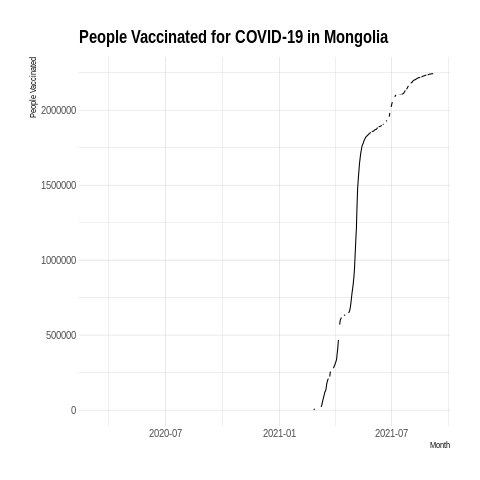 People Vaccinated for COVID-19 in Mongolia
People Vaccinated
2000000
1500000
1000000
500000
0
2020-07 2021-01 2021-07
Month